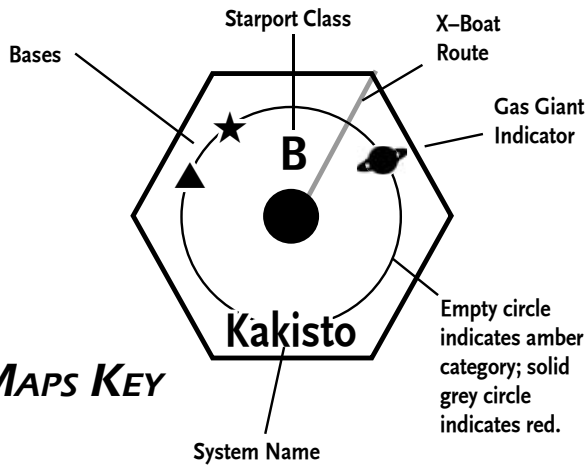 Starport Class
X–Boat
Route
Bases
Gas Giant
Indicator
B
Kakisto
Empty circle
indicates amber
category; solid
grey circle
indicates red.
MAPS KEY
System Name